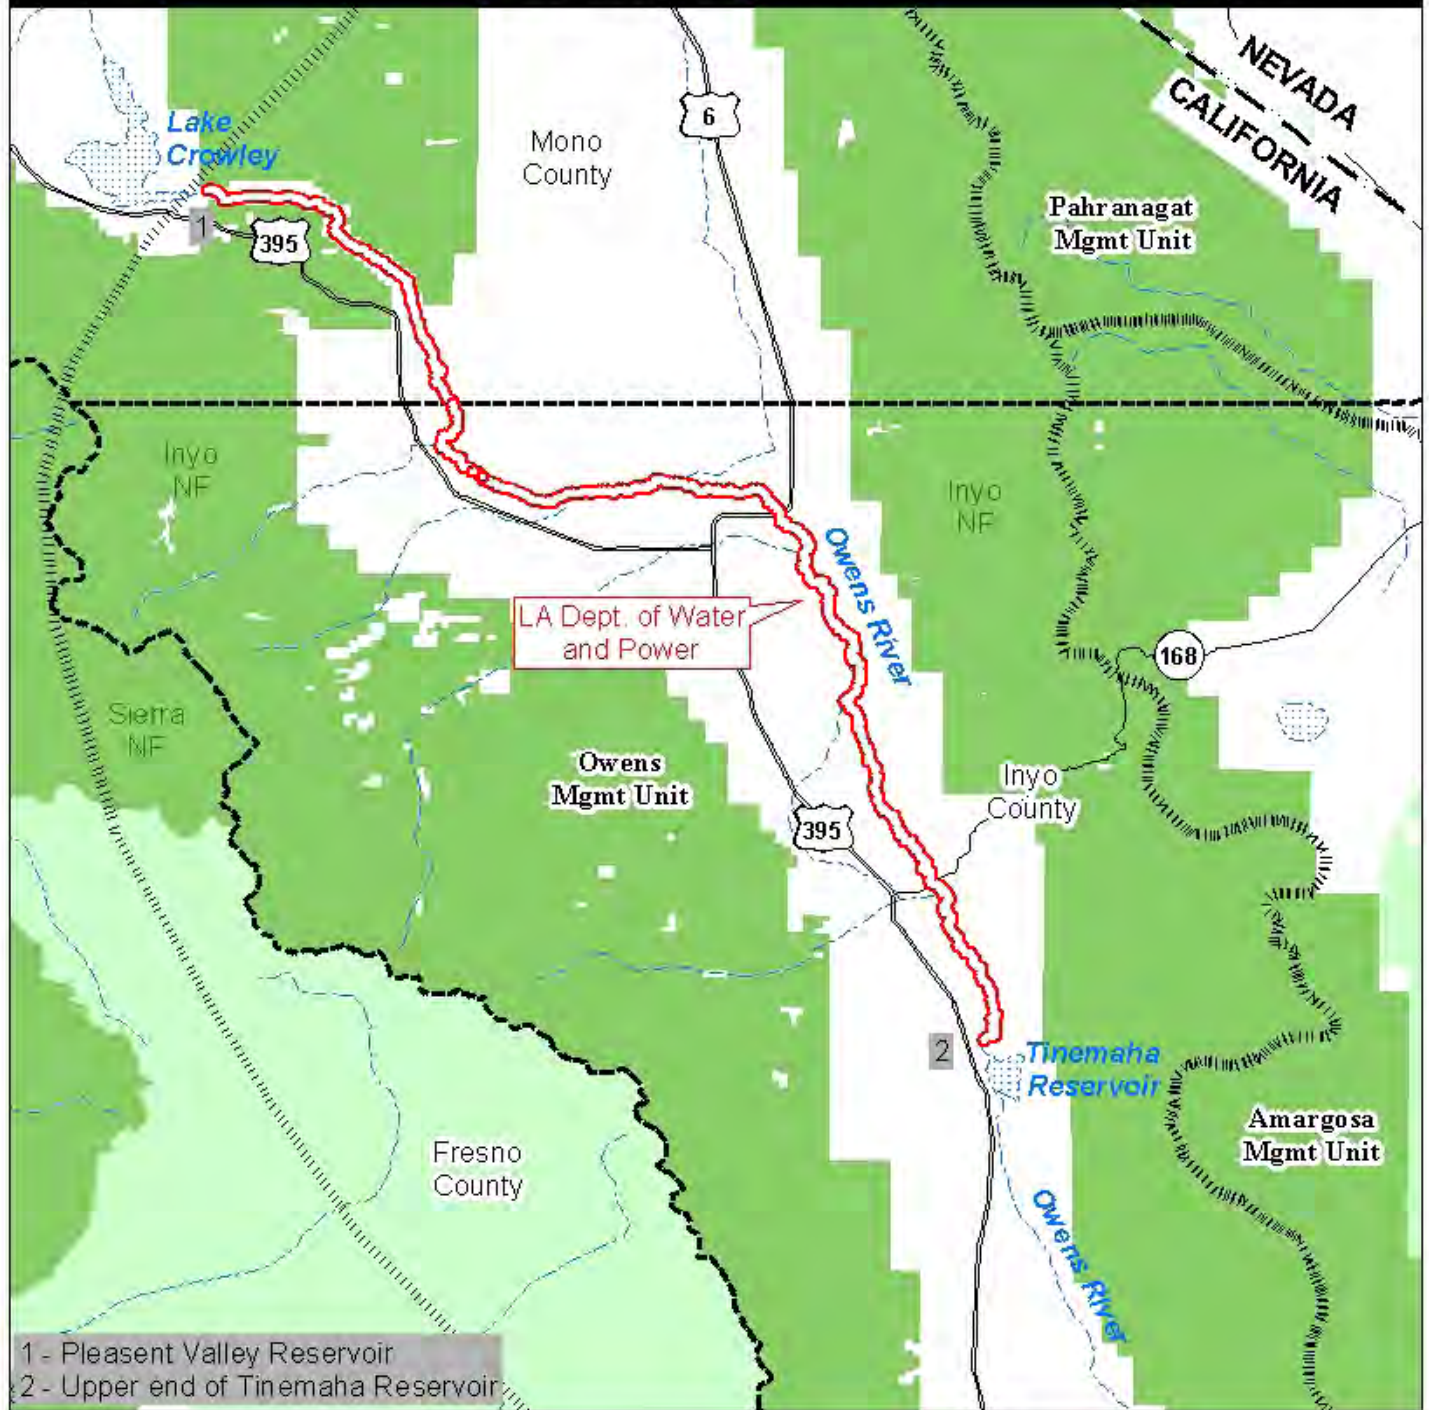 NEVADA
CALIFORNIA
6
Lake
Crowley
Mono
County
1
395
Pahranagat
Mgmt Unit
Inyo
NF
Inyo
NF
Owens River
LA Dept. of Water
and Power
168
Sierra
NF
Owens
Mgmt Unit
Inyo
County
395
2
Tinemaha
Reservoir
Amargosa
Mgmt Unit
Fresno
County
Owens River
1 - Pleasent Valley Reservoir
2 - Upper end of Tinemaha Reservoir